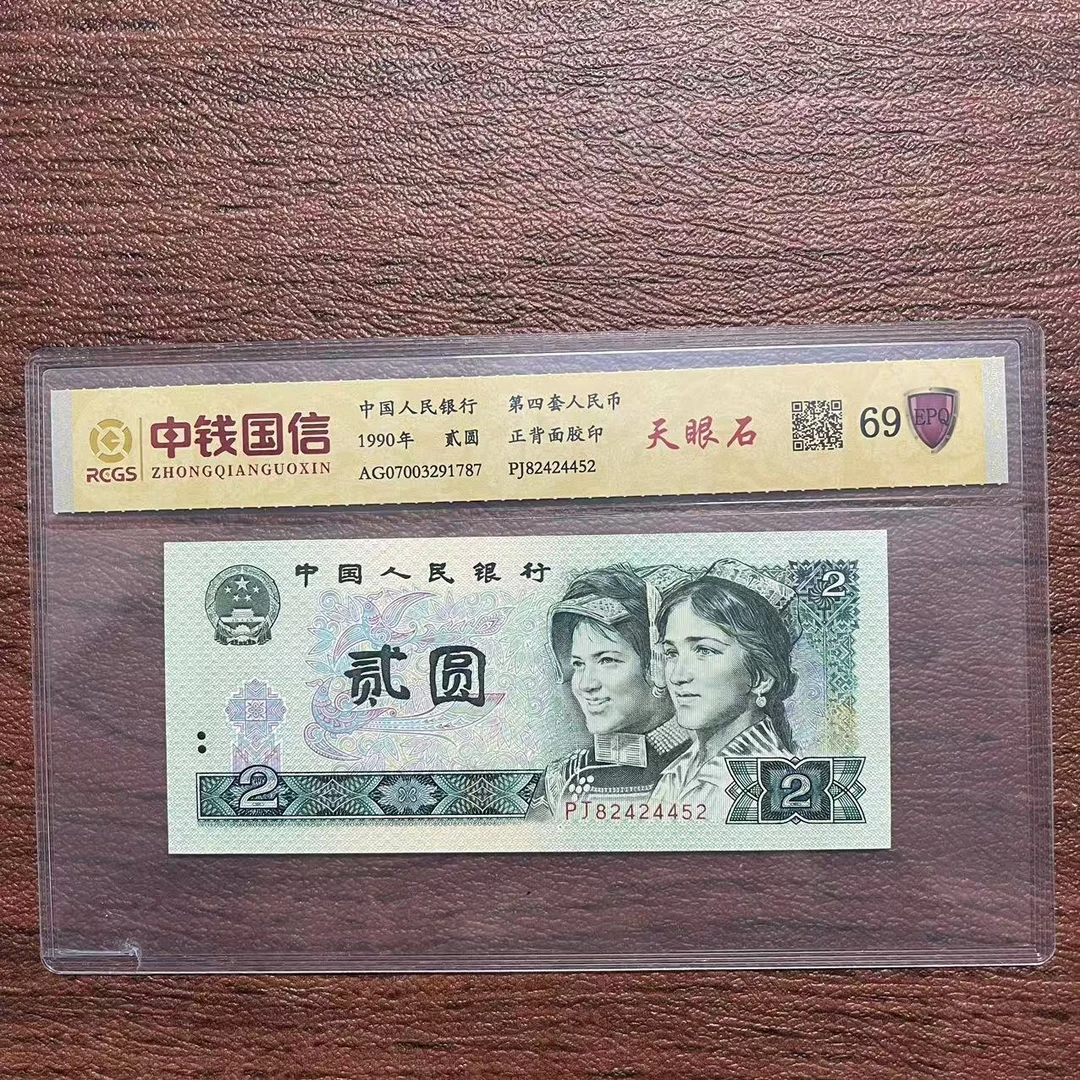 RCGS
中钱国信
ZHONGQIANGUOXIN
中国人民银行 第四套人民币
1990年 贰圆 正背面胶印
AG07003291787 PJ82424452
天眼石
69 EPQ
中国人民银行
2
贰圆
2
PJ82424452
2